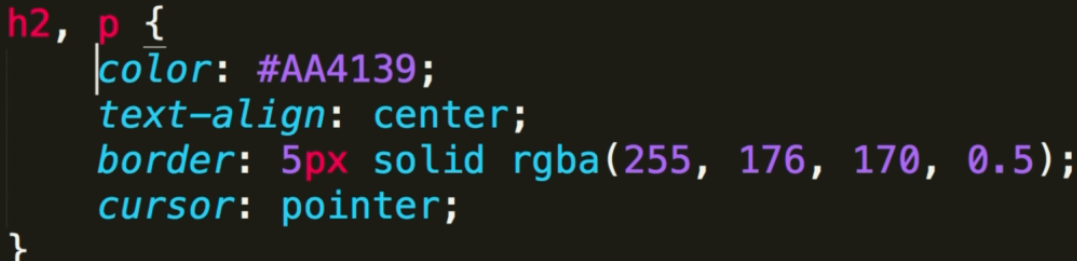 h2, p {
color: #AA4139;
text-align: center;
border: 5px solid rgba(255, 176, 170, 0.5);
cursor: pointer;
}